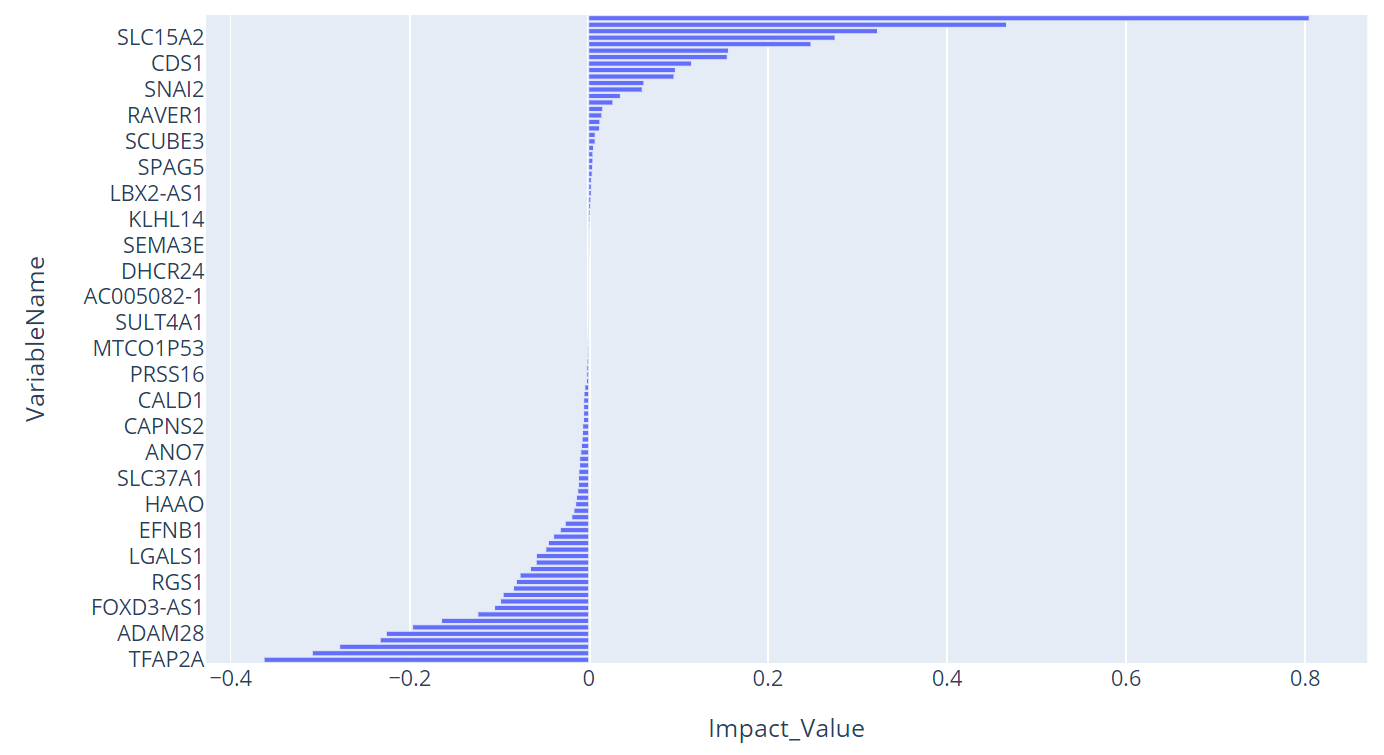 SLC15A2
CDS1
SNAI2
RAVER1
SCUBE3
SPAG5
LBX2-AS1
KLHL14
SEMA3E
DHCR24
AC005082-1
SULT4A1
MTCO1P53
PRSS16
CALD1
CAPNS2
ANO7
SLC37A1
HAAO
EFNB1
LGALS1
RGS1
FOXD3-AS1
ADAM28
TFAP2A
VariableName
−0.4 −0.2 0 0.2 0.4 0.6 0.8
Impact_Value